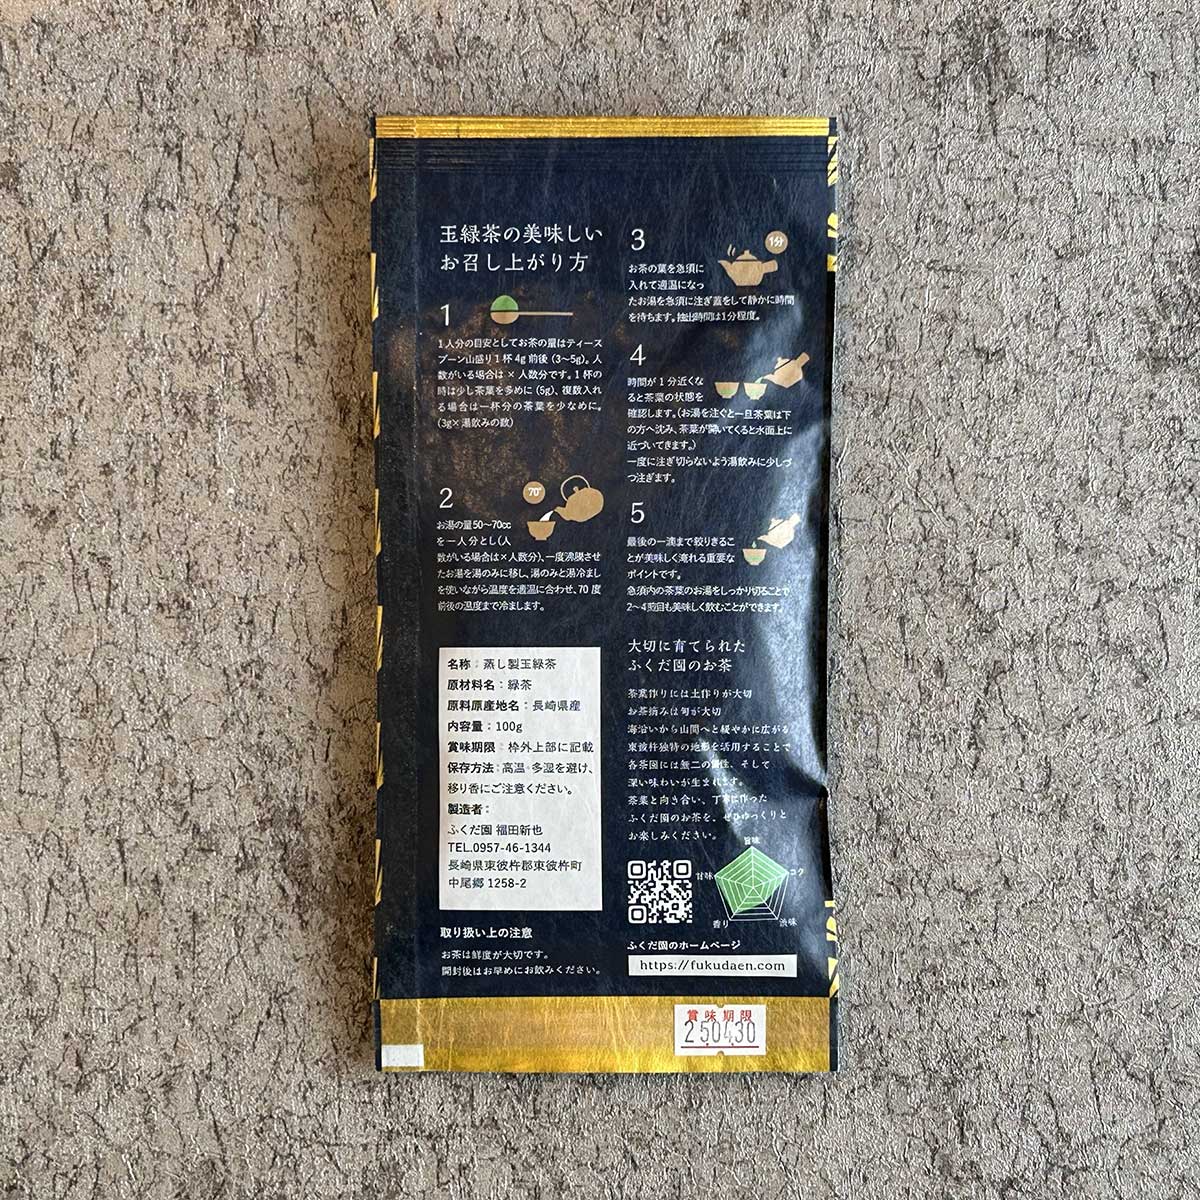 玉緑茶の美味しい
お召し上がり方
1
1人分の目安としてお茶の量はティース
プーン山盛り1杯 4g 前後 (3〜5g)。人
数がいる場合は × 人数分です。1 杯の
時は少し茶葉を多めに (5g)、複数入れ
る場合は一杯分の茶葉を少なめに。
(3g× 湯飲みの数)
2
70°
お湯の量50〜70cc
を一人分とし(人
数がいる場合は×人数分)、一度沸騰させ
たお湯を湯のみに移し、湯のみと湯冷まし
を使いながら温度を適温に合わせ、70 度
前後の温度まで冷まします。
3
1分
お茶の葉を急須に
入れて適温になっ
たお湯を急須に注ぎ蓋をして静かに時間
を待ちます。抽出時間は1分程度。
4
時間が 1 分近くな
ると茶葉の状態を
確認します。(お湯を注ぐと一旦茶葉は下
の方へ沈み、茶葉が開いてくると水面上に
近づいてきます。)
一度に注ぎ切らないよう湯飲みに少しづ
つ注ぎます。
5
最後の一滴まで絞りきるこ
とが美味しく淹れる重要な
ポイントです。
急須内の茶葉のお湯をしっかり切ることで
2〜4煎目も美味しく飲むことができます。
名称：蒸し製玉緑茶
原材料名：緑茶
原料原産地名：長崎県産
内容量：100g
賞味期限：枠外上部に記載
保存方法：高温・多湿を避け、
移り香にご注意ください。
製造者：
ふくだ園 福田新也
TEL.0957-46-1344
長崎県東彼杵郡東彼杵町
中尾郷 1258-2
取り扱い上の注意
お茶は鮮度が大切です。
開封後はお早めにお飲みください。
大切に育てられた
ふくだ園のお茶
茶業作りには土作りが大切
お茶摘みは旬が大切
海沿いから山間へと緩やかに広がる
東彼杵独特の地形を活用することで
各茶園には無二の個性、そして
深い味わいが生まれます。
茶葉と向き合い、丁寧に作った
ふくだ園のお茶を、ぜひゆっくりと
お楽しみください。
旨味
甘味
コク
香り
渋味
ふくだ園のホームページ
https://fukudaen.com
賞味期限
250430